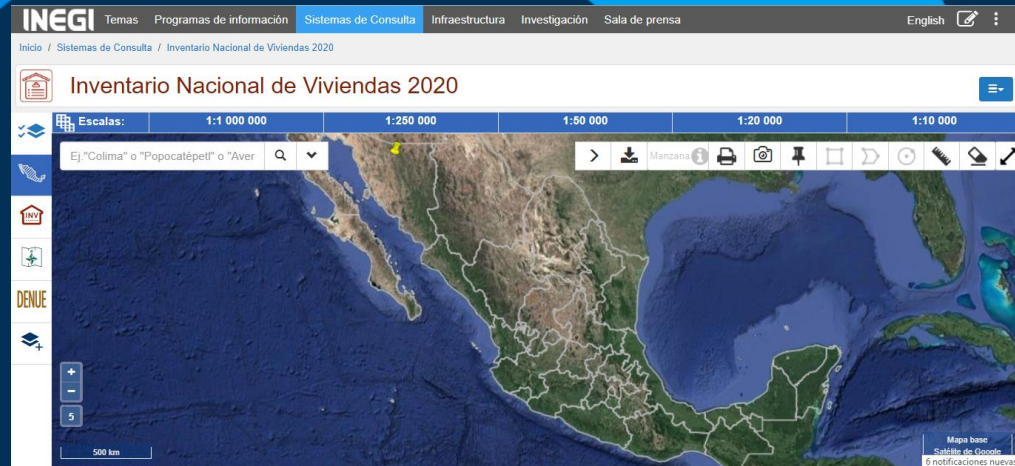 INEGI Temas Programas de información Sistemas de Consulta Infraestructura Investigación Sala de prensa English
Inicio / Sistemas de Consulta / Inventario Nacional de Viviendas 2020
Inventario Nacional de Viviendas 2020
Escalas: 1:1 000 000 1:250 000 1:50 000 1:20 000 1:10 000
Ej."Colima" o "Popocatépetl" o "Aver
Manzana
INV
DENUE
+
-
5
500 km
Mapa base
Satélite de Google
6 notificaciones nuevas